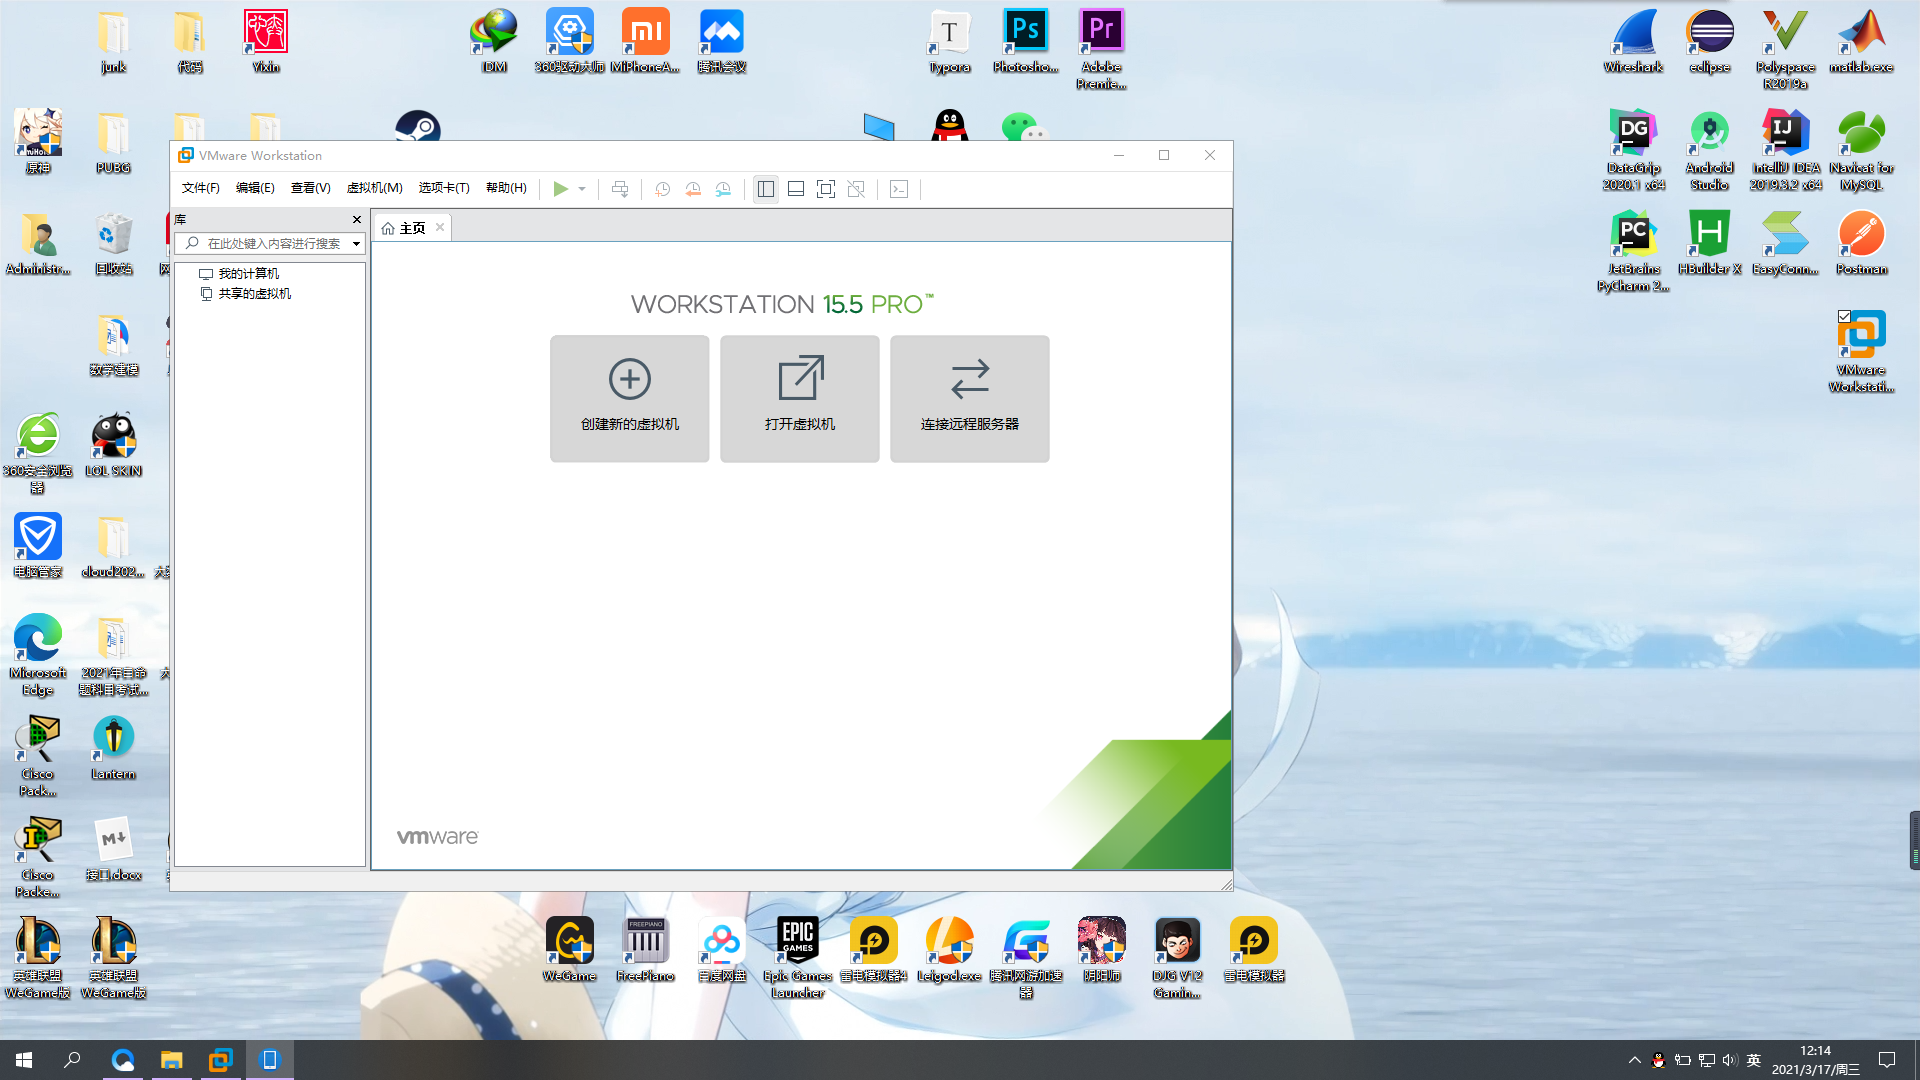 junk
代码
Yixin
IDM
360驱动大师
MiPhoneA...
腾讯会议
Typora
Photosho...
Adobe
Premie...
Wireshark
eclipse
Polyspace
R2019a
matlab.exe
原神
PUBG
DataGrip
2020.1 x64
Android
Studio
IntelliJ IDEA
2019.3.2 x64
Navicat for
MySQL
VMware Workstation
文件(F)
编辑(E)
查看(V)
虚拟机(M)
选项卡(T)
帮助(H)
库
在此处键入内容进行搜索
我的计算机
共享的虚拟机
主页
WORKSTATION 15.5 PRO™
创建新的虚拟机
打开虚拟机
连接远程服务器
vmware
Administr...
回收站
JetBrains
PyCharm 2...
HBuilder X
EasyConn...
Postman
数学建模
VMware
Workstati...
360安全浏览
器
LOL SKIN
电脑管家
cloud202...
Microsoft
Edge
2021年自命
题科目考试...
Cisco
Pack...
Lantern
Cisco
Packe...
接口.docx
英雄联盟
WeGame版
英雄联盟
WeGame版
WeGame
FreePiano
百度网盘
Epic Games
Launcher
雷电模拟器4
Leigod.exe
腾讯网游加速
器
阴阳师
DJG V12
Gamin...
雷电模拟器
英
12:14
2021/3/17/周三